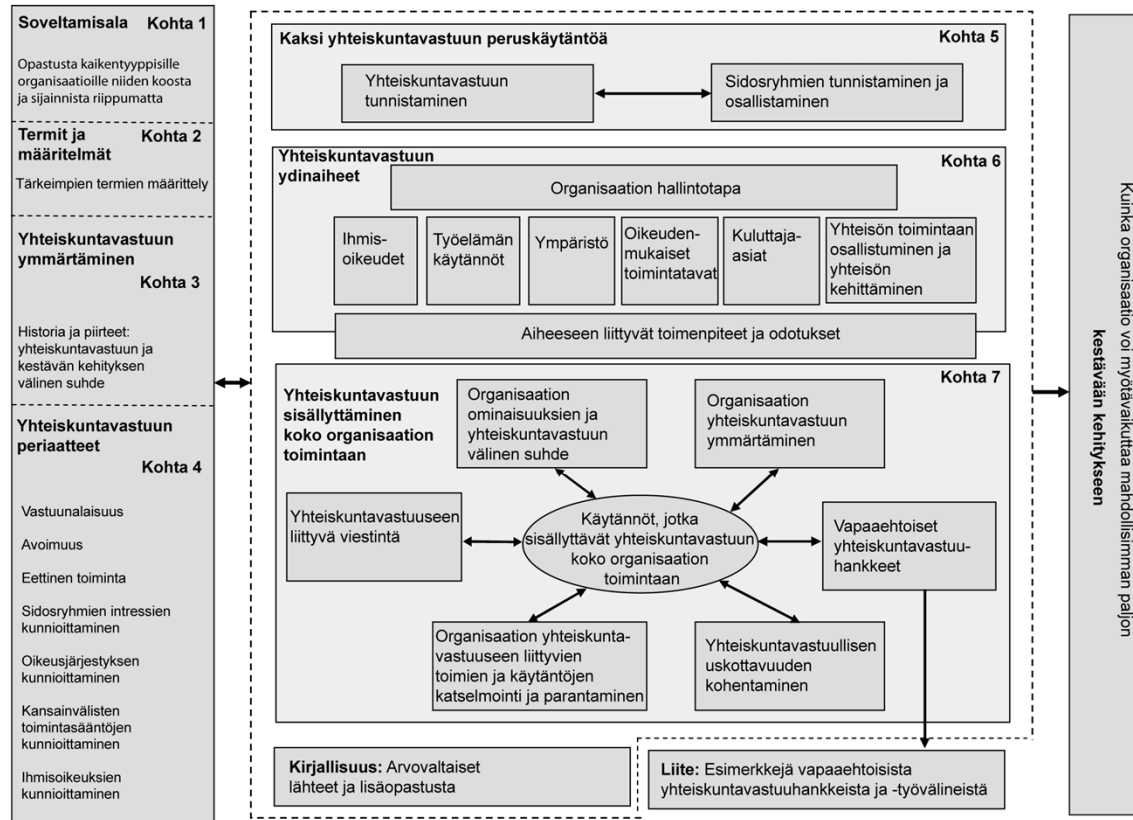 Soveltamisala Kohta 1
Opastusta kaikentyyppisille
organisaatioille niiden koosta
ja sijainnista riippumatta
Termit ja Kohta 2
määritelmät
Tärkeimpien termien määrittely
Yhteiskuntavastuun
ymmärtäminen
Kohta 3
Historia ja piirteet:
yhteiskuntavastuun ja
kestävän kehityksen
välinen suhde
Yhteiskuntavastuun
periaatteet
Kohta 4
Vastuunalaisuus
Avoimuus
Eettinen toiminta
Sidosryhmien intressien
kunnioittaminen
Oikeusjärjestyksen
kunnioittaminen
Kansainvälisten
toimintasääntöjen
kunnioittaminen
Ihmisoikeuksien
kunnioittaminen
Kaksi yhteiskuntavastuun peruskäytäntöä Kohta 5
Yhteiskuntavastuun
tunnistaminen
Sidosryhmien tunnistaminen ja
osallistaminen
Yhteiskuntavastuun Kohta 6
ydinaiheet
Organisaation hallintotapa
Ihmis-
oikeudet
Työelämän
käytännöt
Ympäristö
Oikeuden-
mukaiset
toimintatavat
Kuluttaja-
asiat
Yhteisön toimintaan
osallistuminen ja
yhteisön
kehittäminen
Aiheeseen liittyvät toimenpiteet ja odotukset
Kohta 7
Yhteiskuntavastuun
sisällyttäminen
koko organisaation
toimintaan
Organisaation
ominaisuuksien ja
yhteiskuntavastuun
välinen suhde
Organisaation
yhteiskuntavastuun
ymmärtäminen
Yhteiskuntavastuuseen
liittyvä viestintä
Käytännöt, jotka
sisällyttävät yhteiskuntavastuun
koko organisaation
toimintaan
Vapaaehtoiset
yhteiskuntavastuu-
hankkeet
Organisaation yhteiskunta-
vastuuseen liittyvien
toimien ja käytäntöjen
katselmointi ja parantaminen
Yhteiskuntavastuullisen
uskottavuuden
kohentaminen
Kirjallisuus: Arvovaltaiset
lähteet ja lisäopastusta
Liite: Esimerkkejä vapaaehtoisista
yhteiskuntavastuuhankkeista ja -työvälineistä
Kuinka organisaatio voi myötävaikuttaa mahdollisimman paljon
kestävään kehitykseen